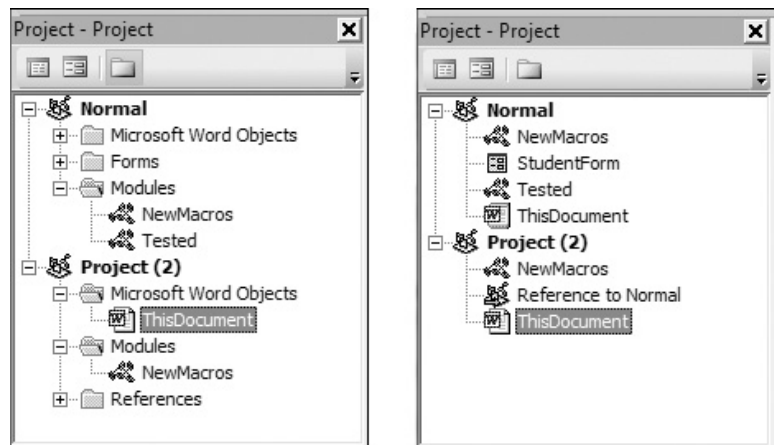 Project - Project
Normal
Microsoft Word Objects
Forms
Modules
NewMacros
Tested
Project (2)
Microsoft Word Objects
ThisDocument
Modules
NewMacros
References
Project - Project
Normal
NewMacros
StudentForm
Tested
ThisDocument
Project (2)
NewMacros
Reference to Normal
ThisDocument